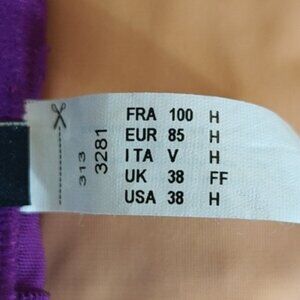 FRA 100 H
EUR 85 H
ITA V H
UK 38 FF
USA 38 H
313
3281